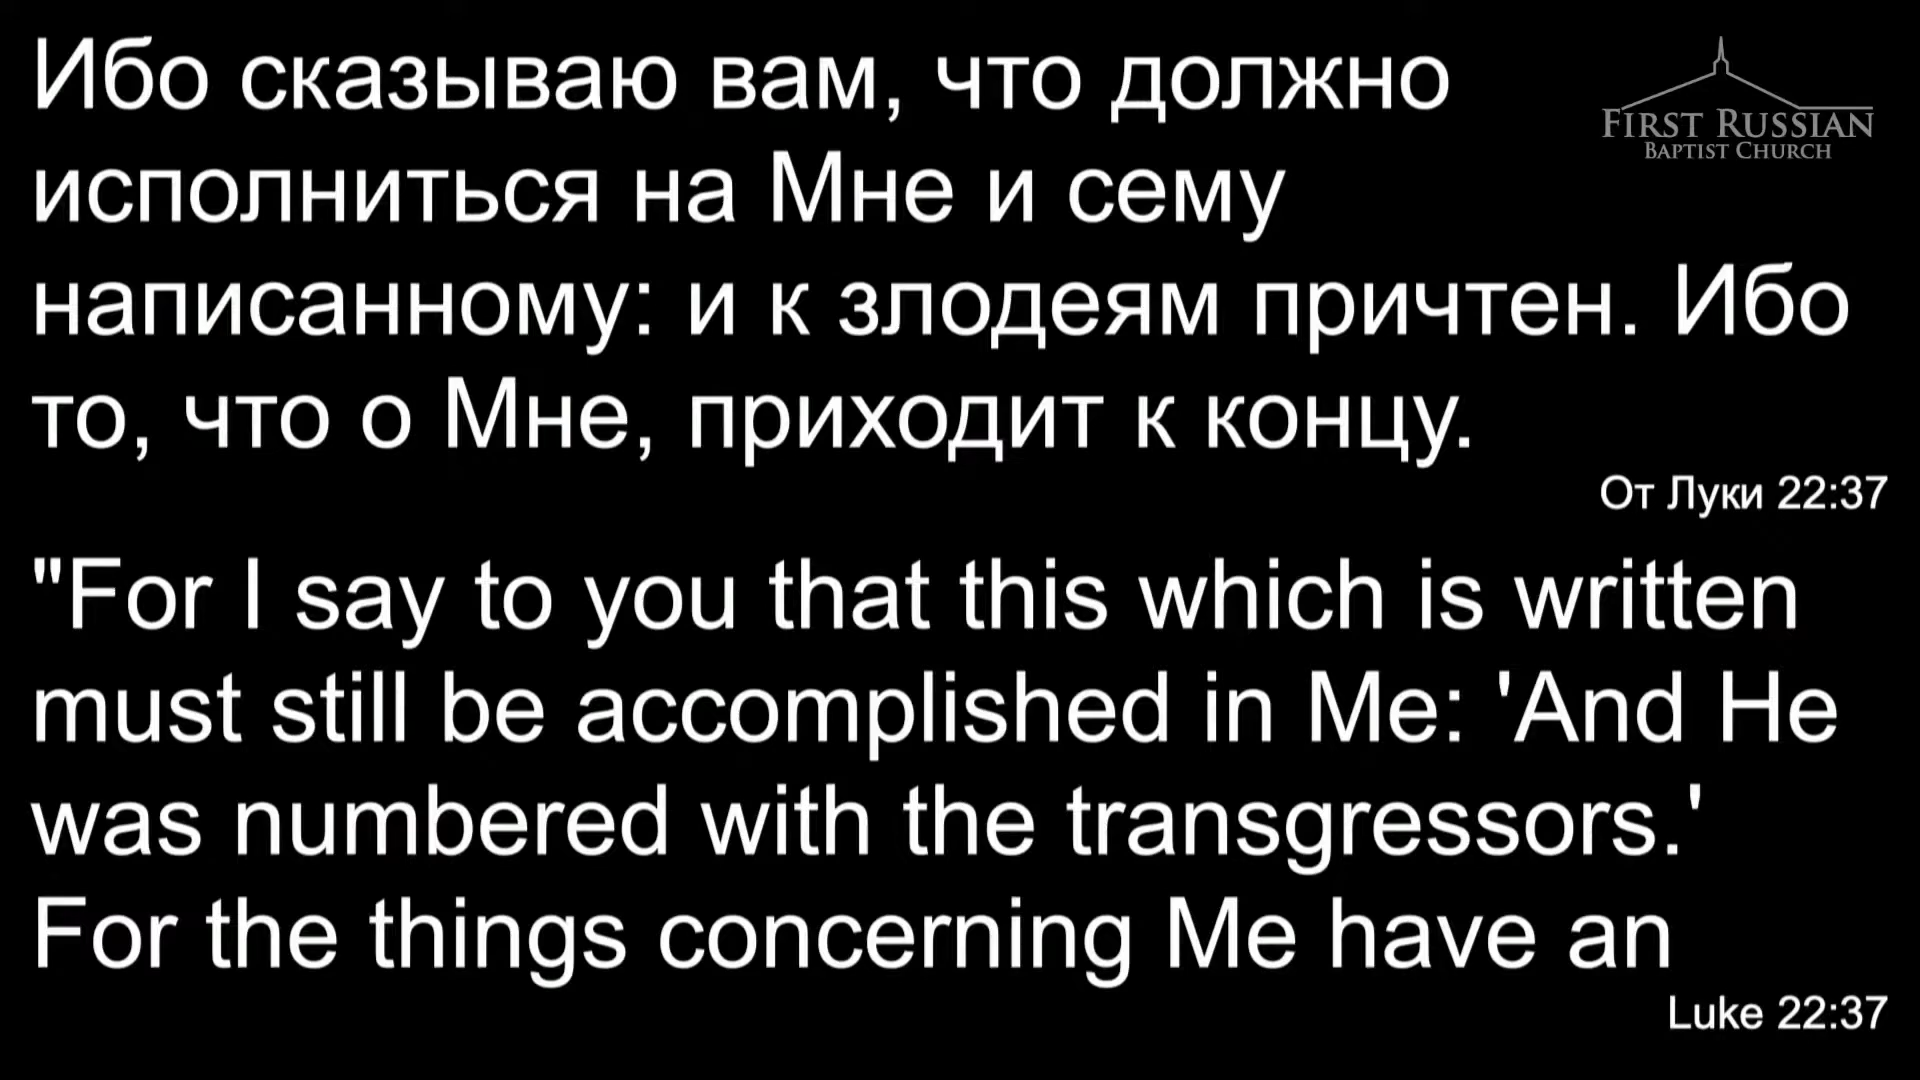 Ибо сказываю вам, что должно
исполниться на Мне и сему
написанному: и к злодеям причтен. Ибо
то, что о Мне, приходит к концу.
От Луки 22:37
"For I say to you that this which is written
must still be accomplished in Me: 'And He
was numbered with the transgressors.'
For the things concerning Me have an
Luke 22:37
FIRST RUSSIAN
BAPTIST CHURCH